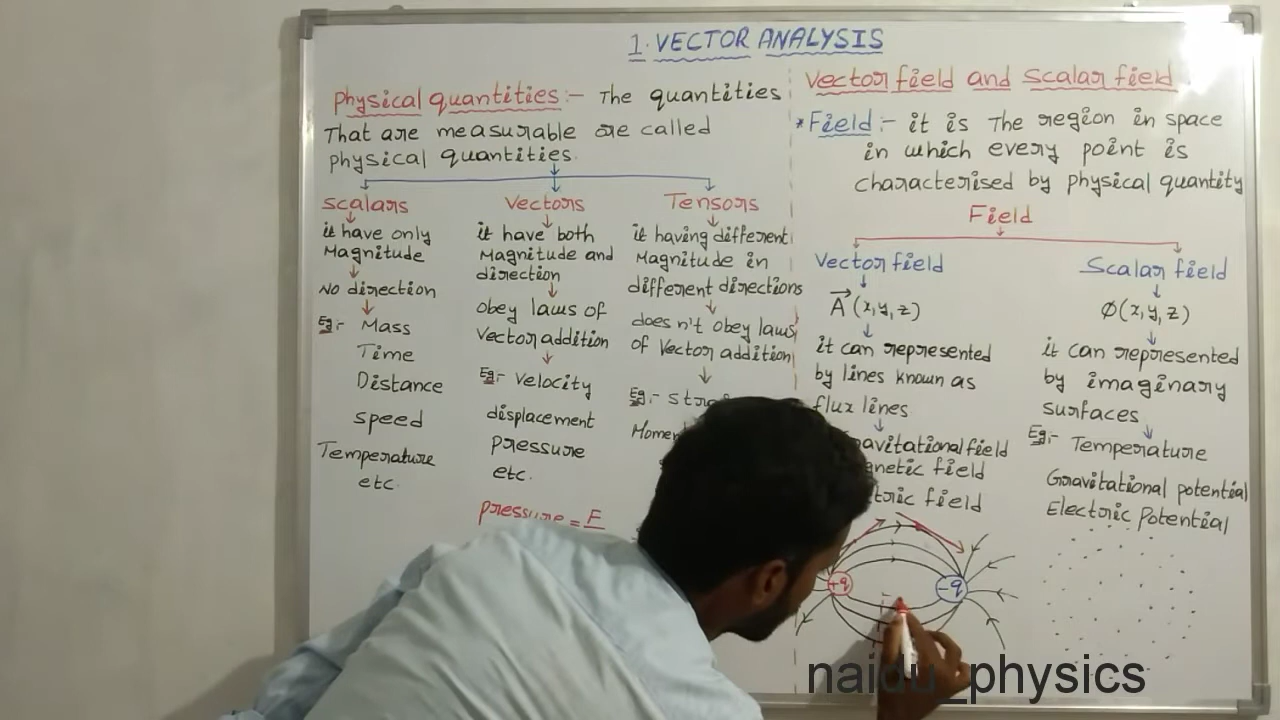 1. VECTOR ANALYSIS
physical quantities :- The quantities
That are measurable are called
physical quantities.
scalars
it have only
Magnitude
No direction
Eg:- Mass
Time
Distance
speed
Temperature
etc.
Vectors
it have both
Magnitude and
direction
obey laws of
Vector addition
Eg:- velocity
displacement
pressure
etc.
pressure = F
Tensors
it having different
Magnitude in
different directions
does n't obey laws
of Vector addition
Eg:-
Vector field and scalar field
*Field :- it is The region in space
in which every point is
characterised by physical quantity
Field
Vector field
A⃗ (x,y,z)
it can represented
by lines known as
flux lines
field
field
field
+q
-q
Scalar field
ϕ(x,y,z)
it can represented
by imaginary
surfaces
Eg:- Temperature
Gravitational potential
Electric potential
naidu_physics